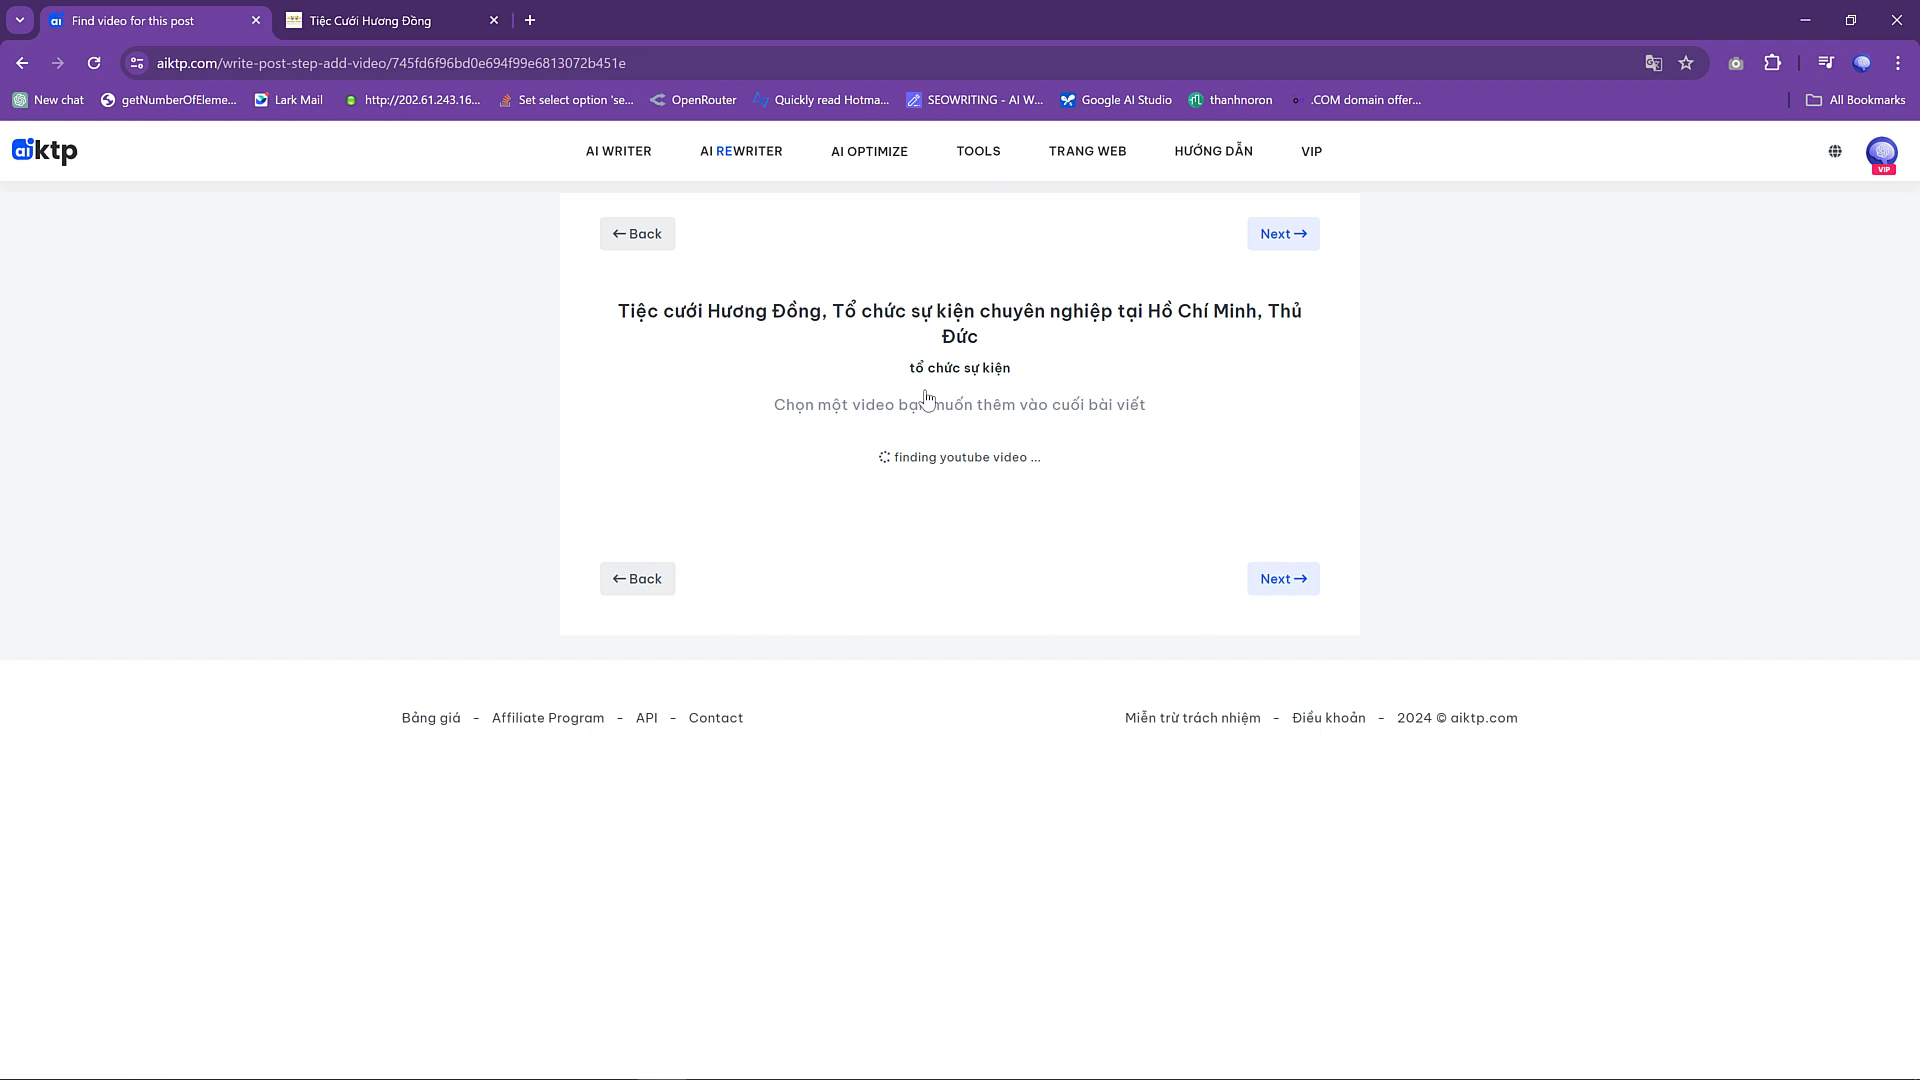 Find video for this post
Tiệc Cưới Hương Đồng
aiktp.com/write-post-step-add-video/745fd6f96bd0e694f99e6813072b451e
New chat
getNumberOfEleme...
Lark Mail
http://202.61.243.16...
Set select option 'se...
OpenRouter
Quickly read Hotma...
SEOWRITING - AI W...
Google AI Studio
thanhnoron
.COM domain offer...
All Bookmarks
aiktp
AI WRITER
AI REWRITER
AI OPTIMIZE
TOOLS
TRANG WEB
HƯỚNG DẪN
VIP
VIP
← Back
Next →
Tiệc cưới Hương Đồng, Tổ chức sự kiện chuyên nghiệp tại Hồ Chí Minh, Thủ
Đức
tổ chức sự kiện
Chọn một video bạn muốn thêm vào cuối bài viết
finding youtube video ...
← Back
Next →
Bảng giá - Affiliate Program - API - Contact
Miễn trừ trách nhiệm - Điều khoản - 2024 © aiktp.com